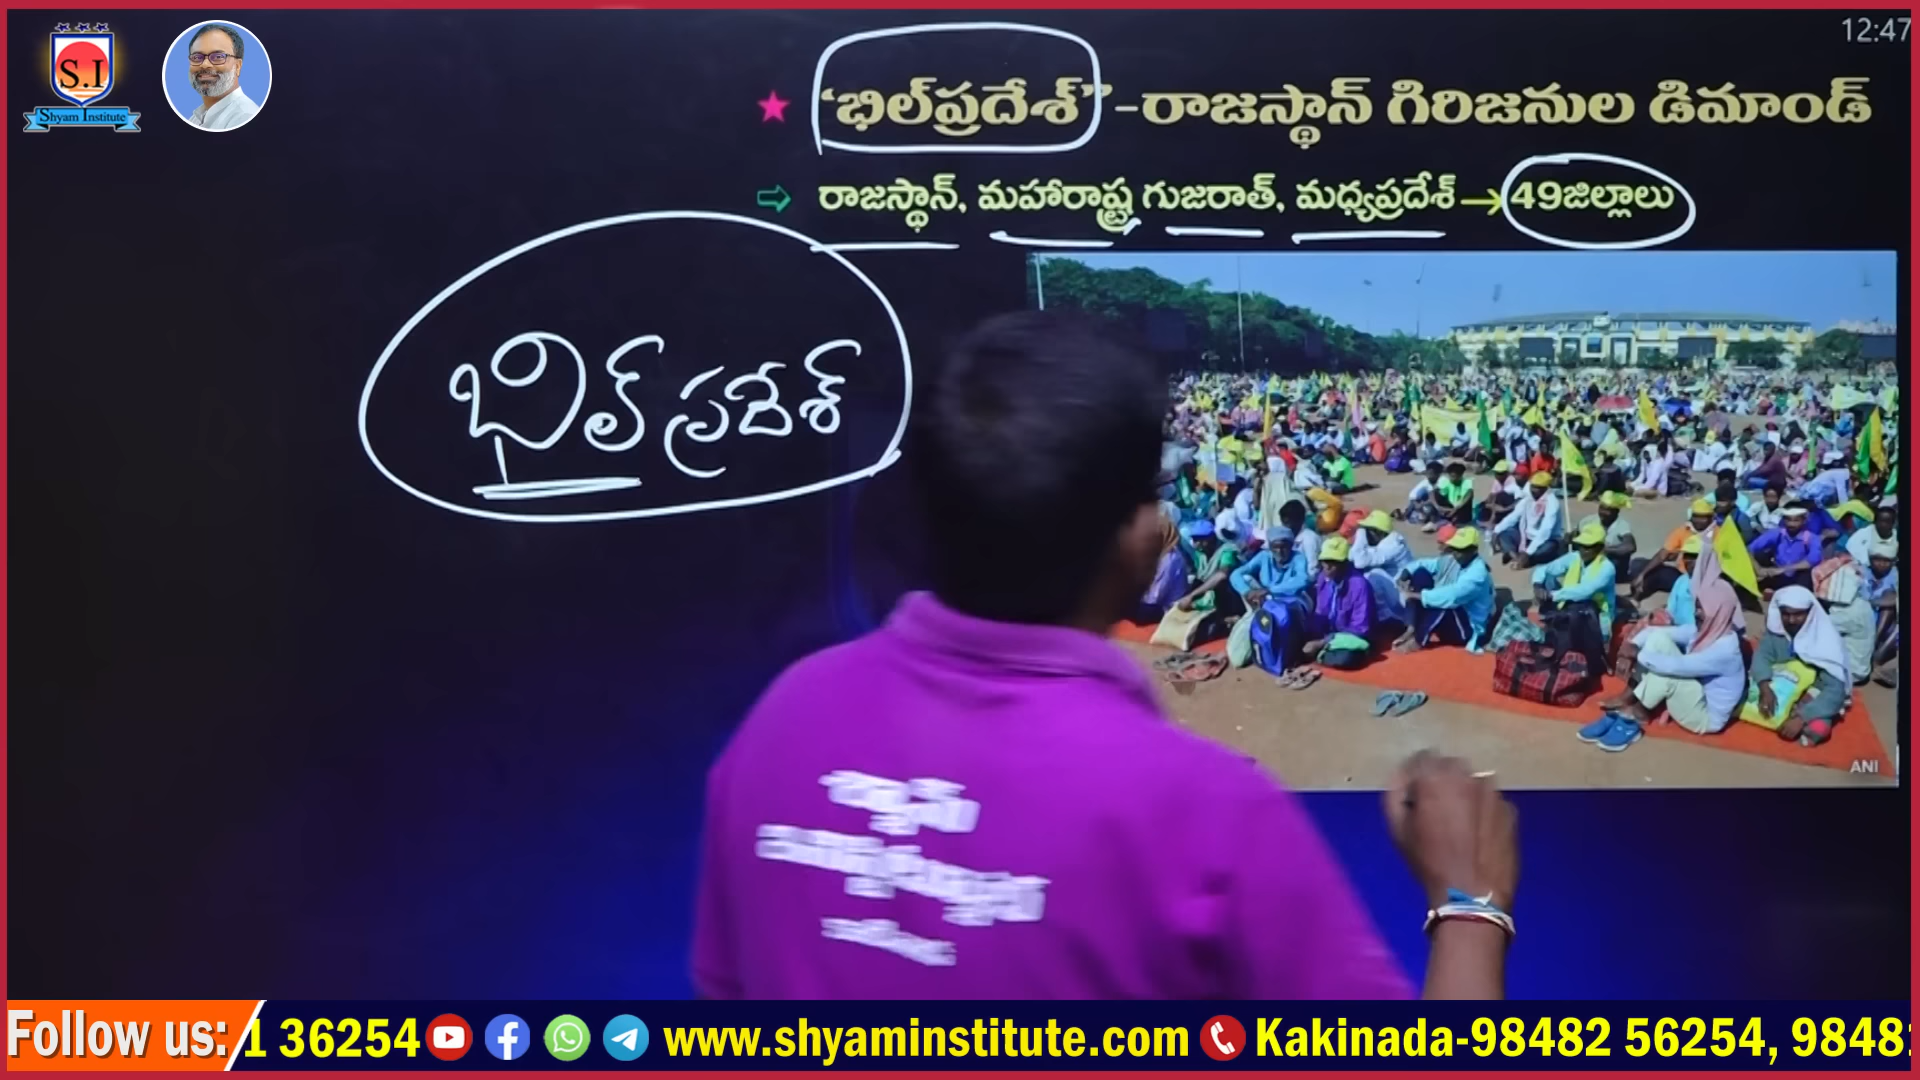 12:47
S.I
Shyam Institute
'భిల్‌ప్రదేశ్' -రాజస్థాన్ గిరిజనుల డిమాండ్
రాజస్థాన్, మహారాష్ట్ర గుజరాత్, మధ్యప్రదేశ్→49జిల్లాలు
భిల్ ప్రదేశ్
ANI
Follow us: 1 36254 www.shyaminstitute.com Kakinada-98482 56254, 9848